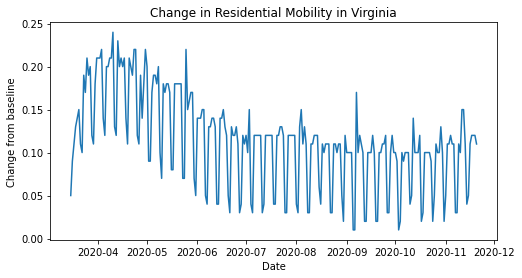 Change in Residential Mobility in Virginia
Change from baseline
0.25
0.20
0.15
0.10
0.05
0.00
2020-04 2020-05 2020-06 2020-07 2020-08 2020-09 2020-10 2020-11 2020-12
Date